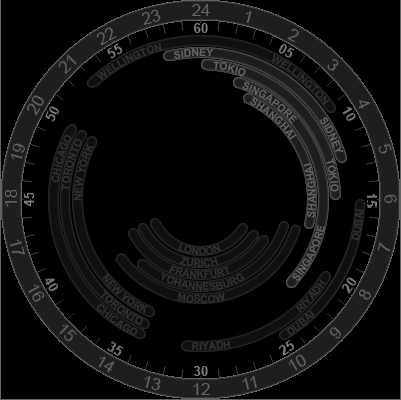 24
1
2
3
4
5
6
7
8
9
10
11
12
13
14
15
16
17
18
19
20
21
22
23
60
05
10
15
20
25
30
35
40
45
50
55
WELLINGTON
WELLINGTON
SIDNEY
SIDNEY
TOKIO
TOKIO
SINGAPORE
SINGAPORE
SHANGHAI
SHANGHAI
DUBAI
DUBAI
RIYADH
RIYADH
LONDON
ZÜRICH
FRANKFURT
YOHANNESBURG
MOSCOW
NEW YORK
NEW YORK
TORONTO
TORONTO
CHICAGO
CHICAGO